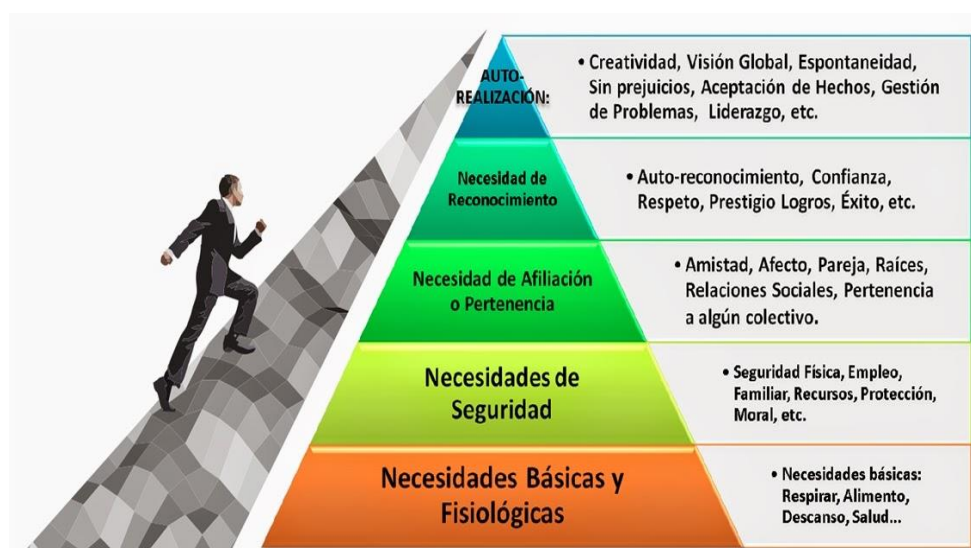 AUTO-
REALIZACIÓN:
• Creatividad, Visión Global, Espontaneidad,
Sin prejuicios, Aceptación de Hechos, Gestión
de Problemas, Liderazgo, etc.
Necesidad de
Reconocimiento
• Auto-reconocimiento, Confianza,
Respeto, Prestigio Logros, Éxito, etc.
Necesidad de Afiliación
o Pertenencia
• Amistad, Afecto, Pareja, Raíces,
Relaciones Sociales, Pertenencia
a algún colectivo.
Necesidades de
Seguridad
• Seguridad Física, Empleo,
Familiar, Recursos, Protección,
Moral, etc.
Necesidades Básicas y
Fisiológicas
• Necesidades básicas:
Respirar, Alimento,
Descanso, Salud...